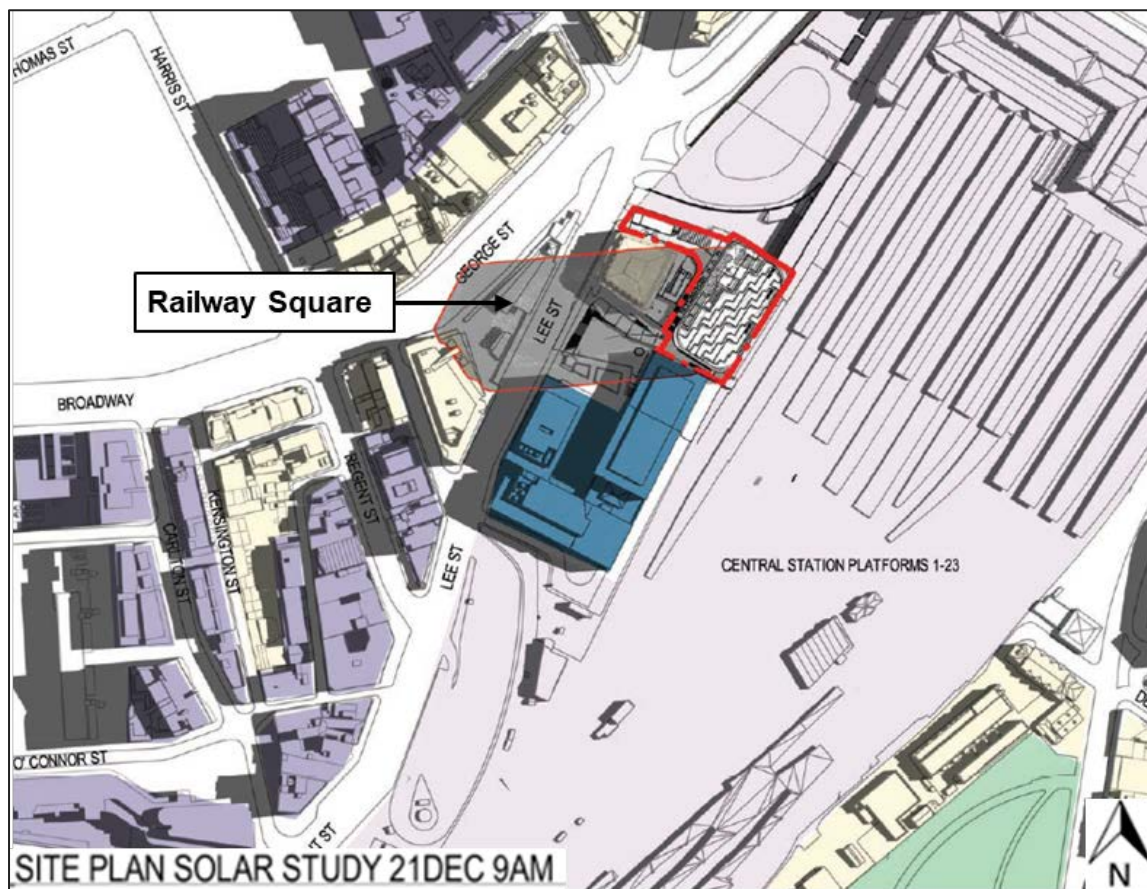 HOMAS ST
HARRIS ST
GEORGE ST
Railway Square
LEE ST
BROADWAY
REGENT ST
KENSINGTON ST
CARLTON ST
LEE ST
CENTRAL STATION PLATFORMS 1-23
O' CONNOR ST
NT ST
SITE PLAN SOLAR STUDY 21DEC 9AM
N